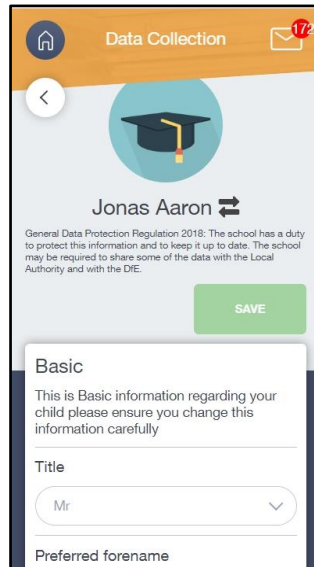 Data Collection
172
Jonas Aaron
General Data Protection Regulation 2018: The school has a duty
to protect this information and to keep it up to date. The school
may be required to share some of the data with the Local
Authority and with the DfE.
SAVE
Basic
This is Basic information regarding your
child please ensure you change this
information carefully
Title
Mr
Preferred forename